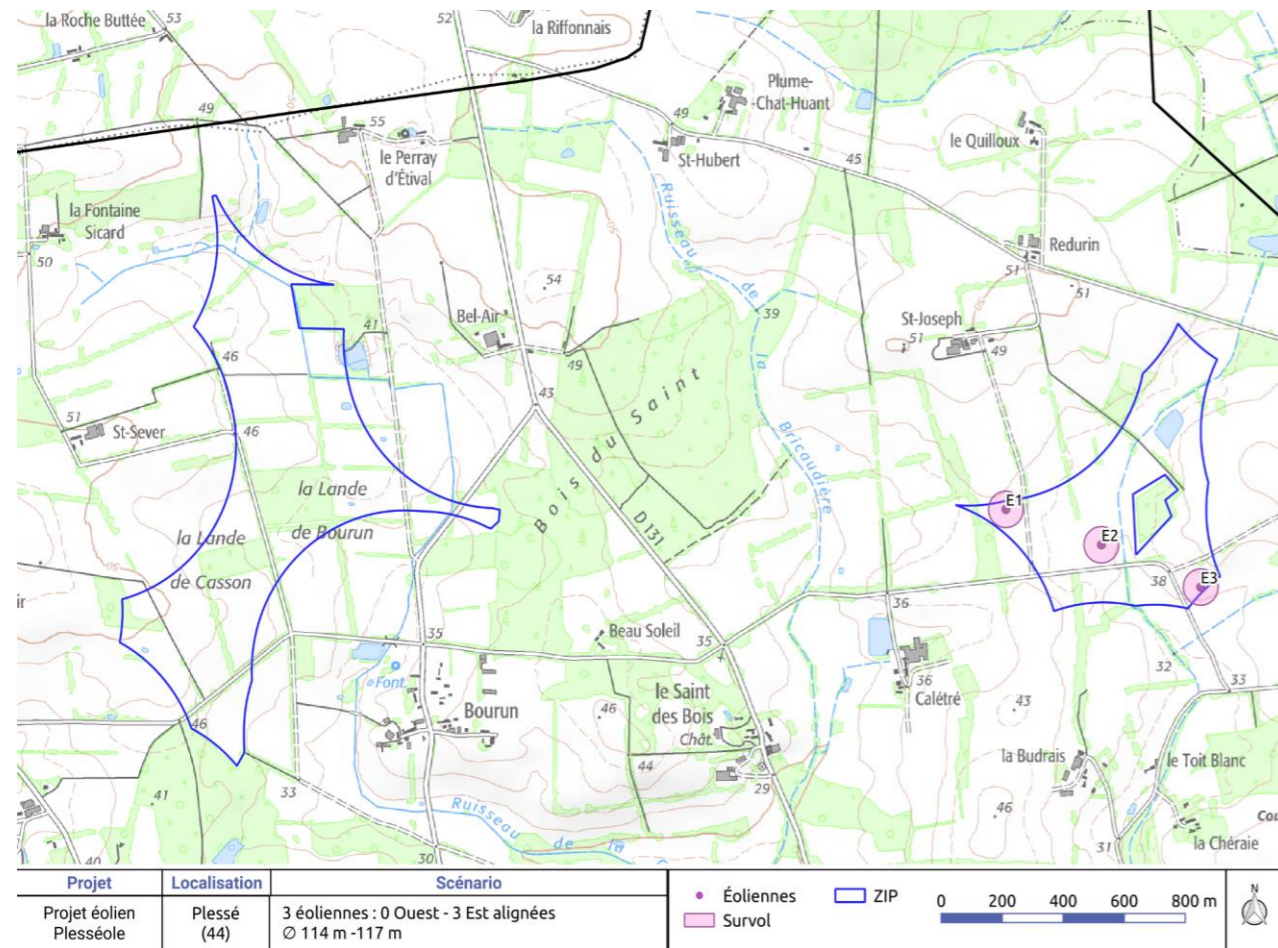 la Roche Buttée
53
52
la Riffonnais
Plume-
-Chat-Huant
49
55
49
le Perray
d'Étival
St-Hubert
45
le Quilloux
la Fontaine
Sicard
50
Ruisseau de la Bricaudière
Redurin
51
51
50
54
39
Bel-Air
41
St-Joseph
51
49
46
49
43
51
St-Sever
46
Bois du Saint
la Lande
de Bourun
la Lande
de Casson
D 131
E1
E2
E3
38
36
ir
35
Beau Soleil
35
32
33
Font.
Bourun
le Saint
des Bois
Chât.
46
46
36
Calétré
43
44
la Budrais
le Toit Blanc
33
41
29
46
Ruisseau de la
la Chéraie
Cou
40
30
31
Projet
Localisation
Scénario
Projet éolien
Plesséole
Plessé
(44)
3 éoliennes : 0 Ouest - 3 Est alignées
∅ 114 m -117 m
Éoliennes
Survol
ZIP
0 200 400 600 800 m
N